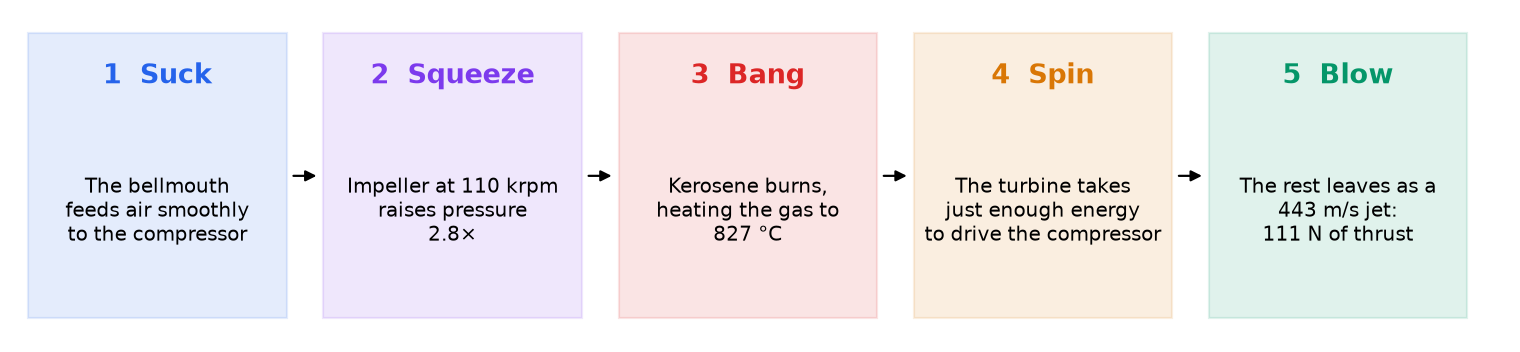 1 Suck
The bellmouth
feeds air smoothly
to the compressor
2 Squeeze
Impeller at 110 krpm
raises pressure
2.8×
3 Bang
Kerosene burns,
heating the gas to
827 °C
4 Spin
The turbine takes
just enough energy
to drive the compressor
5 Blow
The rest leaves as a
443 m/s jet:
111 N of thrust